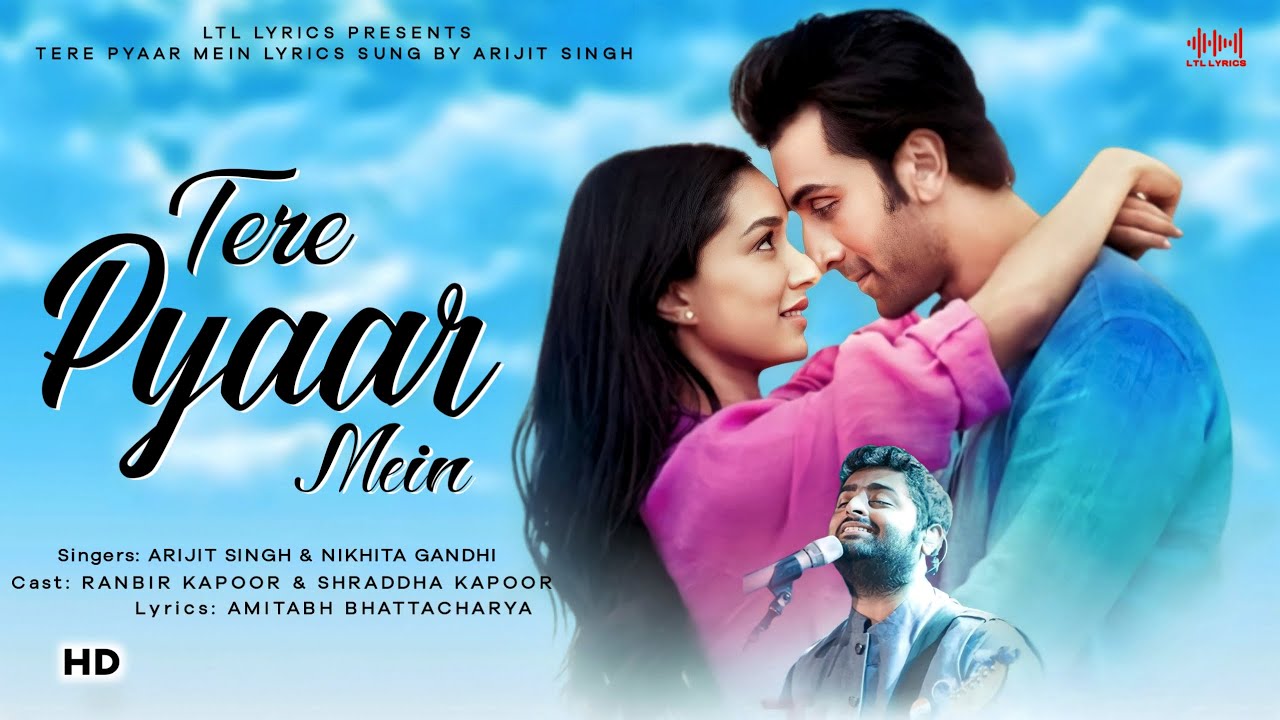 LTL LYRICS PRESENTS
TERE PYAAR MEIN LYRICS SUNG BY ARIJIT SINGH
LTL LYRICS
Tere
Pyaar
Mein
Singers: ARIJIT SINGH & NIKHITA GANDHI
Cast: RANBIR KAPOOR & SHRADDHA KAPOOR
Lyrics: AMITABH BHATTACHARYA
HD